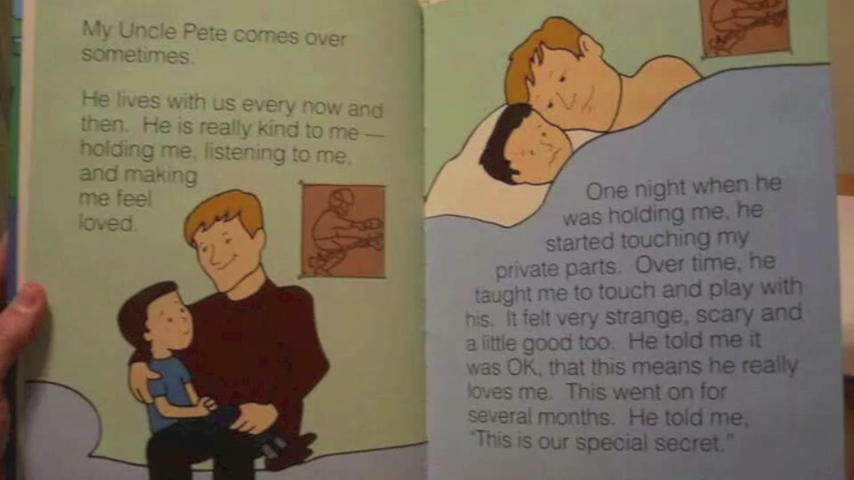 My Uncle Pete comes over
sometimes.
He lives with us every now and
then. He is really kind to me —
holding me, listening to me,
and making
me feel
loved.
One night when he
was holding me, he
started touching my
private parts. Over time, he
taught me to touch and play with
his. It felt very strange, scary and
a little good too. He told me it
was OK, that this means he really
loves me. This went on for
several months. He told me,
"This is our special secret."